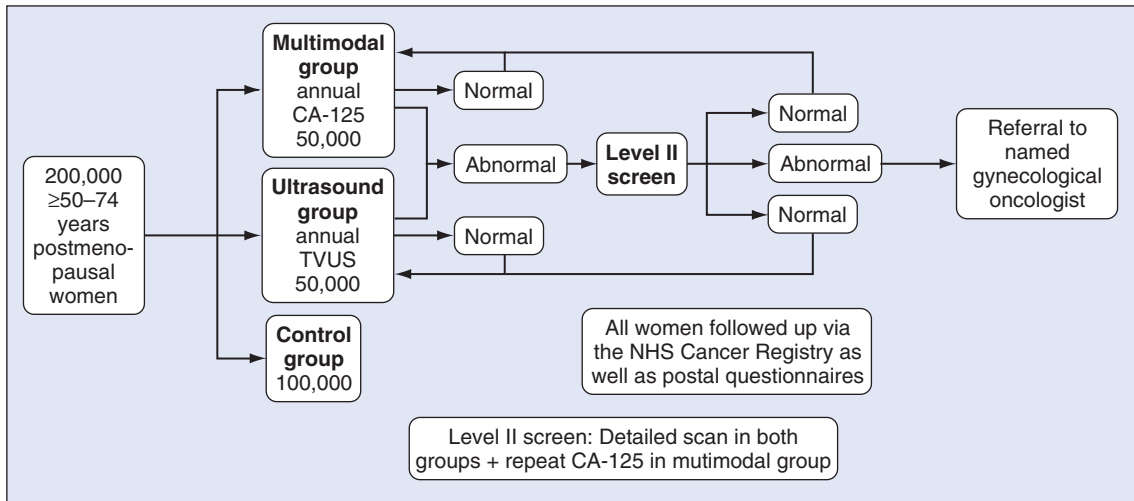 200,000
≥50–74
years
postmeno-
pausal
women
Multimodal
group
annual
CA-125
50,000
Ultrasound
group
annual
TVUS
50,000
Control
group
100,000
Normal
Abnormal
Normal
Level II
screen
Normal
Abnormal
Normal
Referral to
named
gynecological
oncologist
All women followed up via
the NHS Cancer Registry as
well as postal questionnaires
Level II screen: Detailed scan in both
groups + repeat CA-125 in mutimodal group